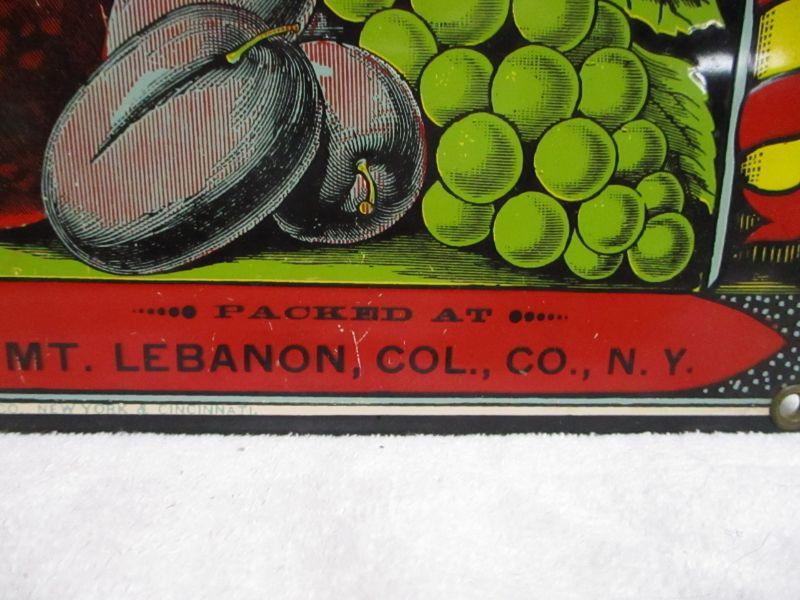 PACKED AT
MT. LEBANON, COL., CO., N. Y.
CO. NEW YORK & CINCINNATI.